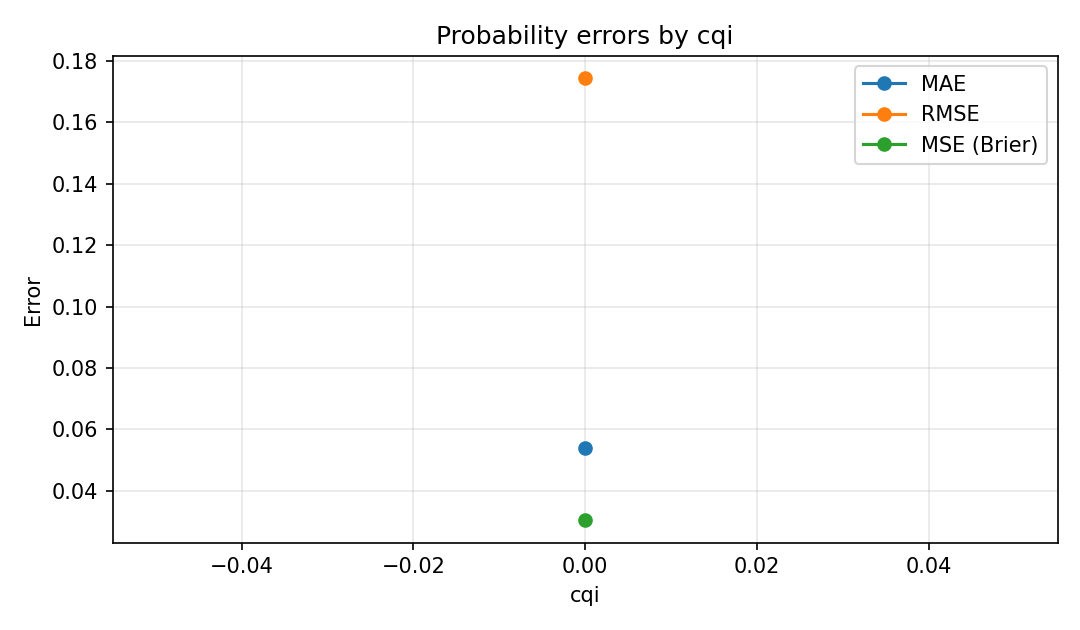 Probability errors by cqi
MAE
RMSE
MSE (Brier)
Error
0.18
0.16
0.14
0.12
0.10
0.08
0.06
0.04
−0.04
−0.02
0.00
0.02
0.04
cqi